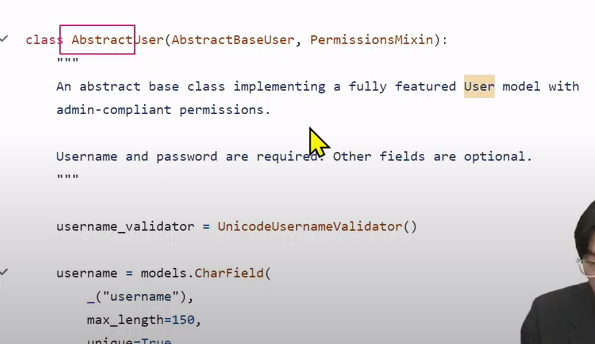 class AbstractUser(AbstractBaseUser, PermissionsMixin):
"""
An abstract base class implementing a fully featured User model with
admin-compliant permissions.
Username and password are required. Other fields are optional.
"""
username_validator = UnicodeUsernameValidator()
username = models.CharField(
_("username"),
max_length=150,
unique=True